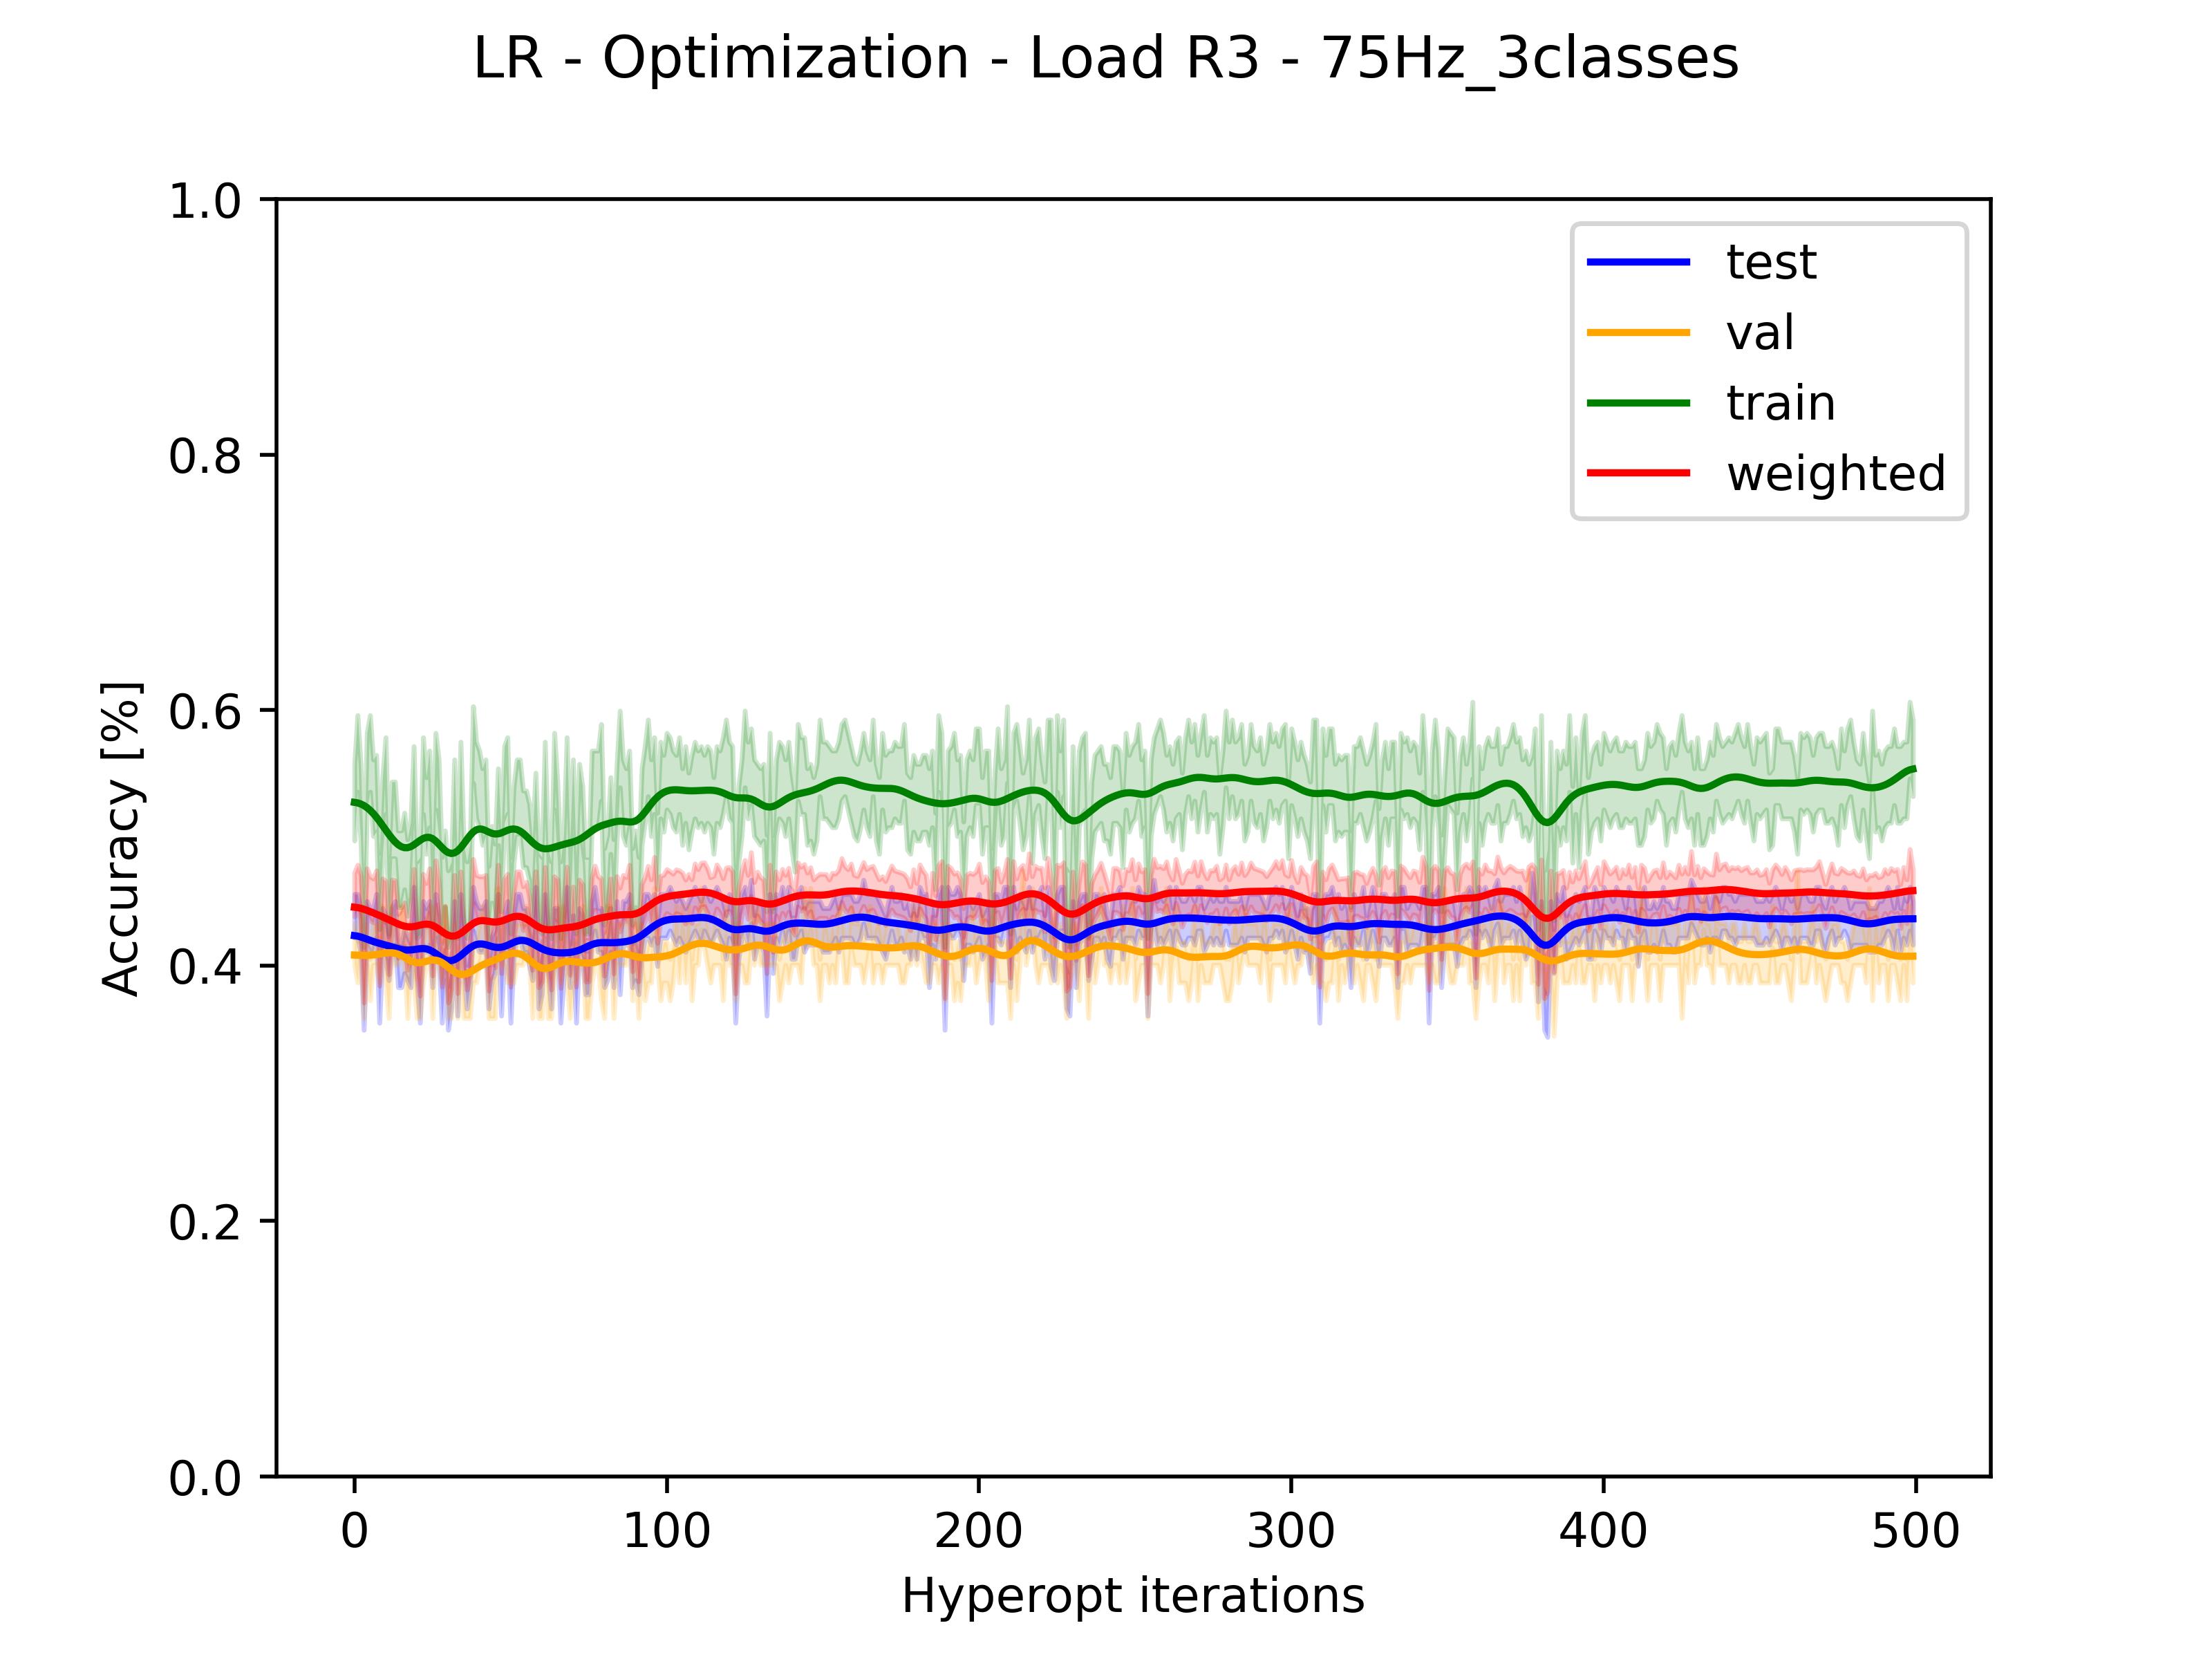 LR - Optimization - Load R3 - 75Hz_3classes
1.0
0.8
0.6
0.4
0.2
0.0
Accuracy [%]
test
val
train
weighted
0 100 200 300 400 500
Hyperopt iterations